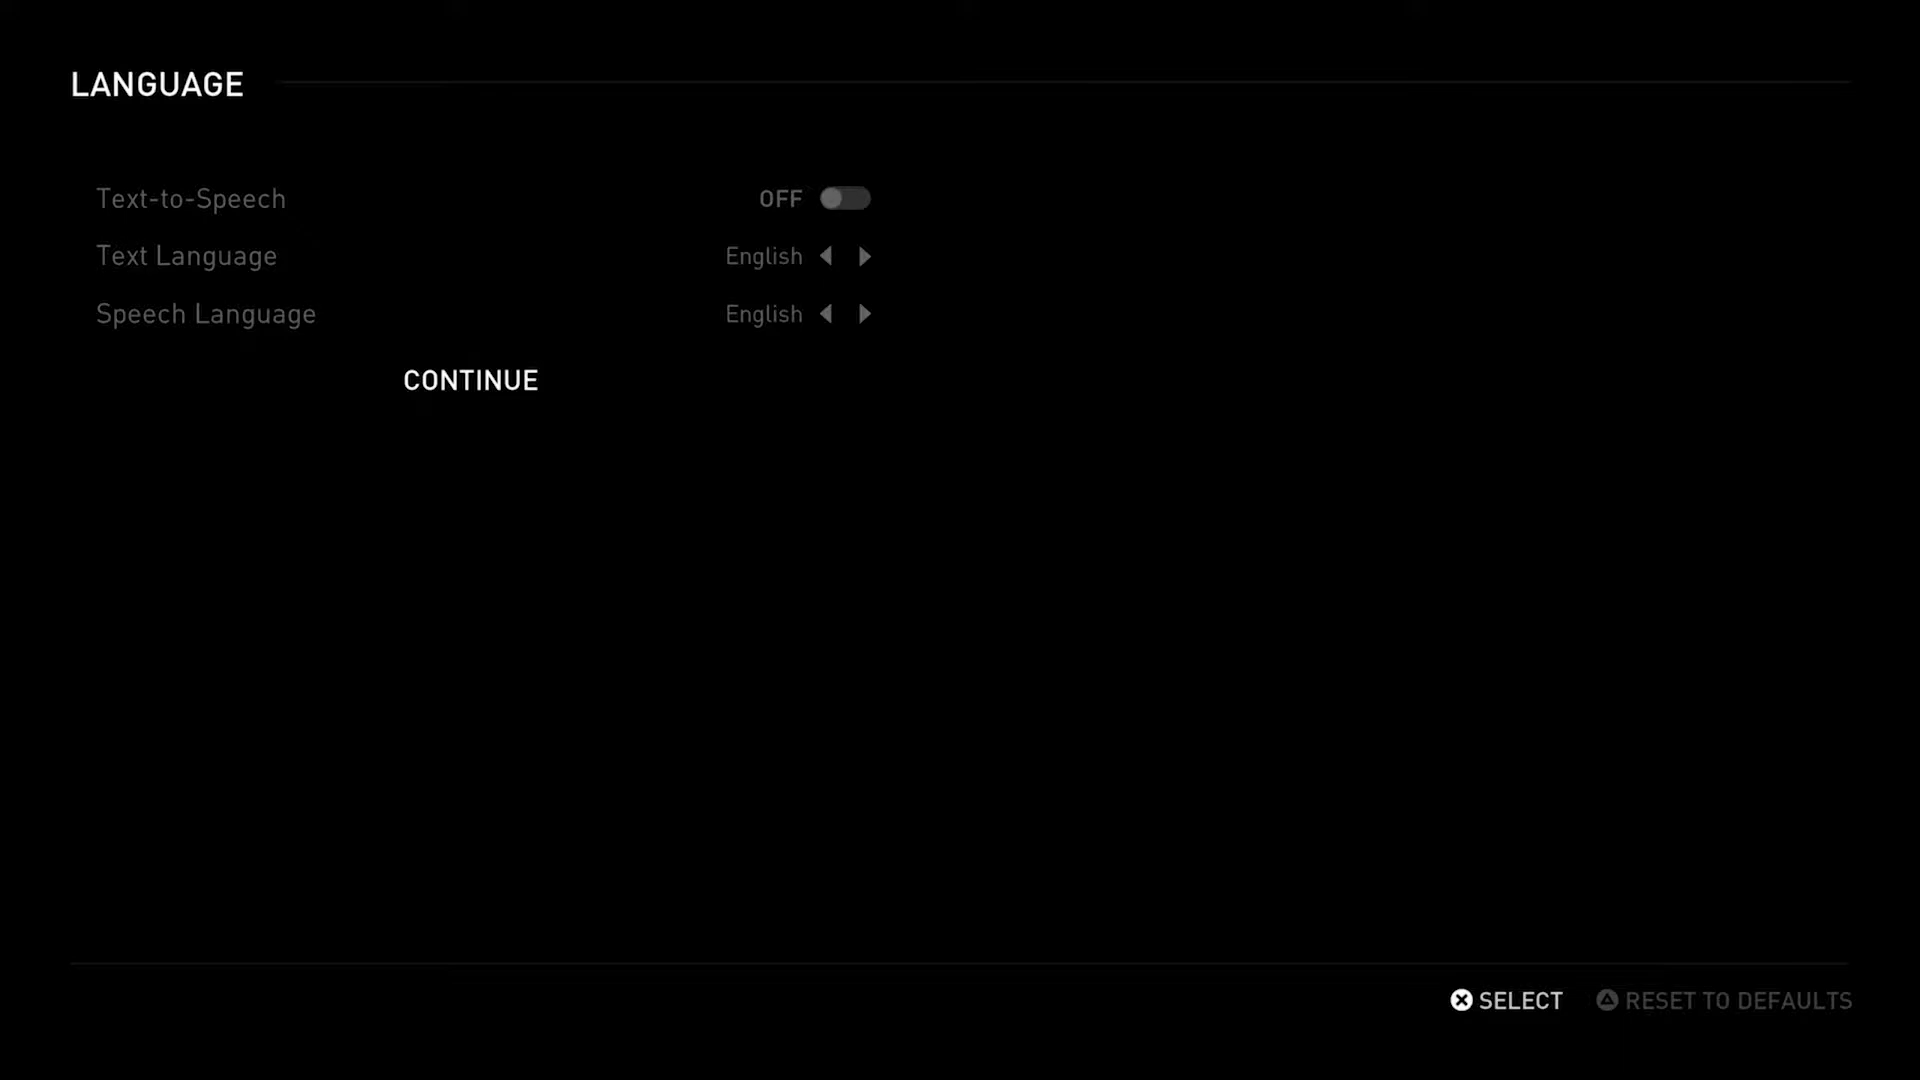 LANGUAGE
Text-to-Speech OFF
Text Language English
Speech Language English
CONTINUE
SELECT RESET TO DEFAULTS